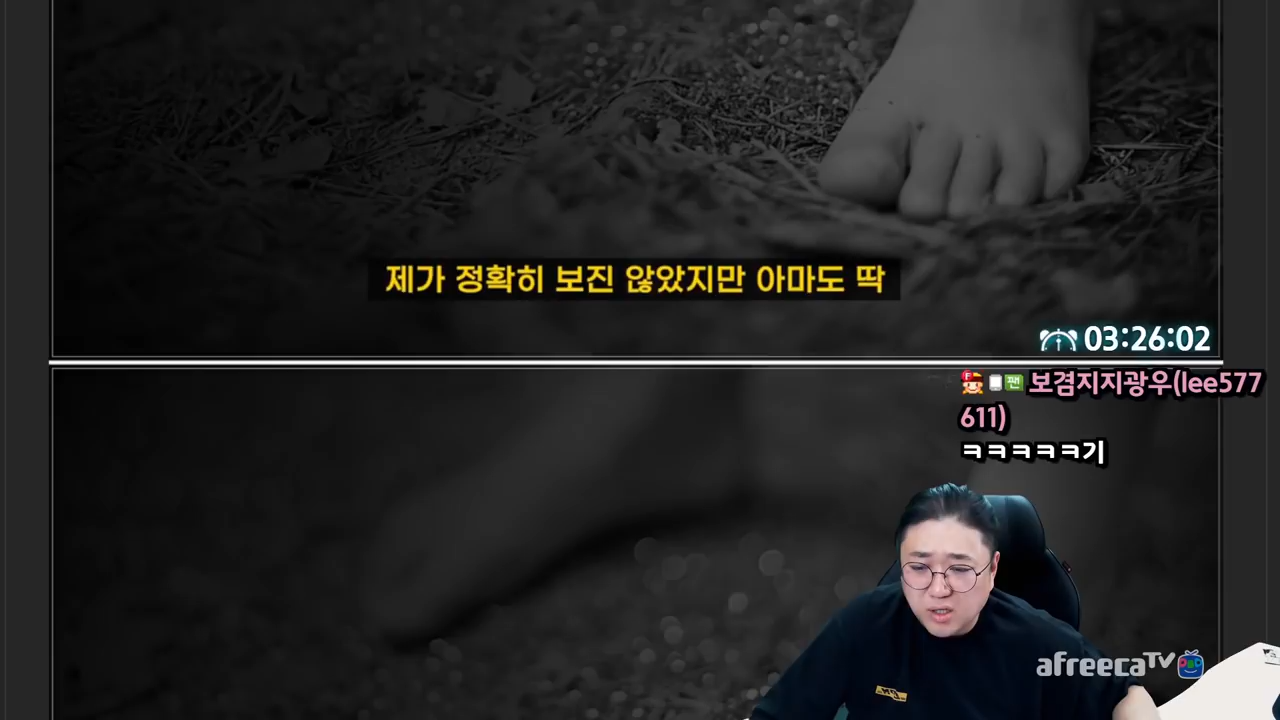 제가 정확히 보진 않았지만 아마도 딱
03:26:02
F 팬 보겸지지광우(lee577
611)
ㅋㅋㅋㅋㅋ기
afreecaTV